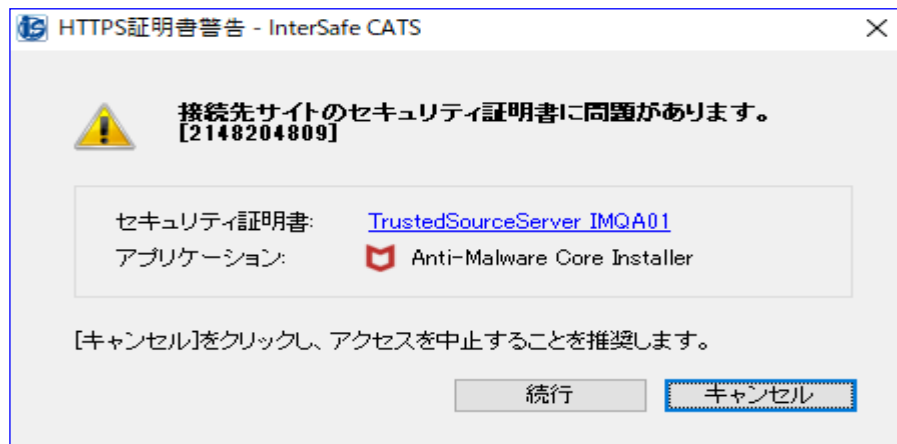 HTTPS証明書警告 - InterSafe CATS
接続先サイトのセキュリティ証明書に問題があります。
[2148204809]
セキュリティ証明書: TrustedSourceServer_IMQA01
アプリケーション: Anti-Malware Core Installer
[キャンセル]をクリックし、アクセスを中止することを推奨します。
続行 キャンセル